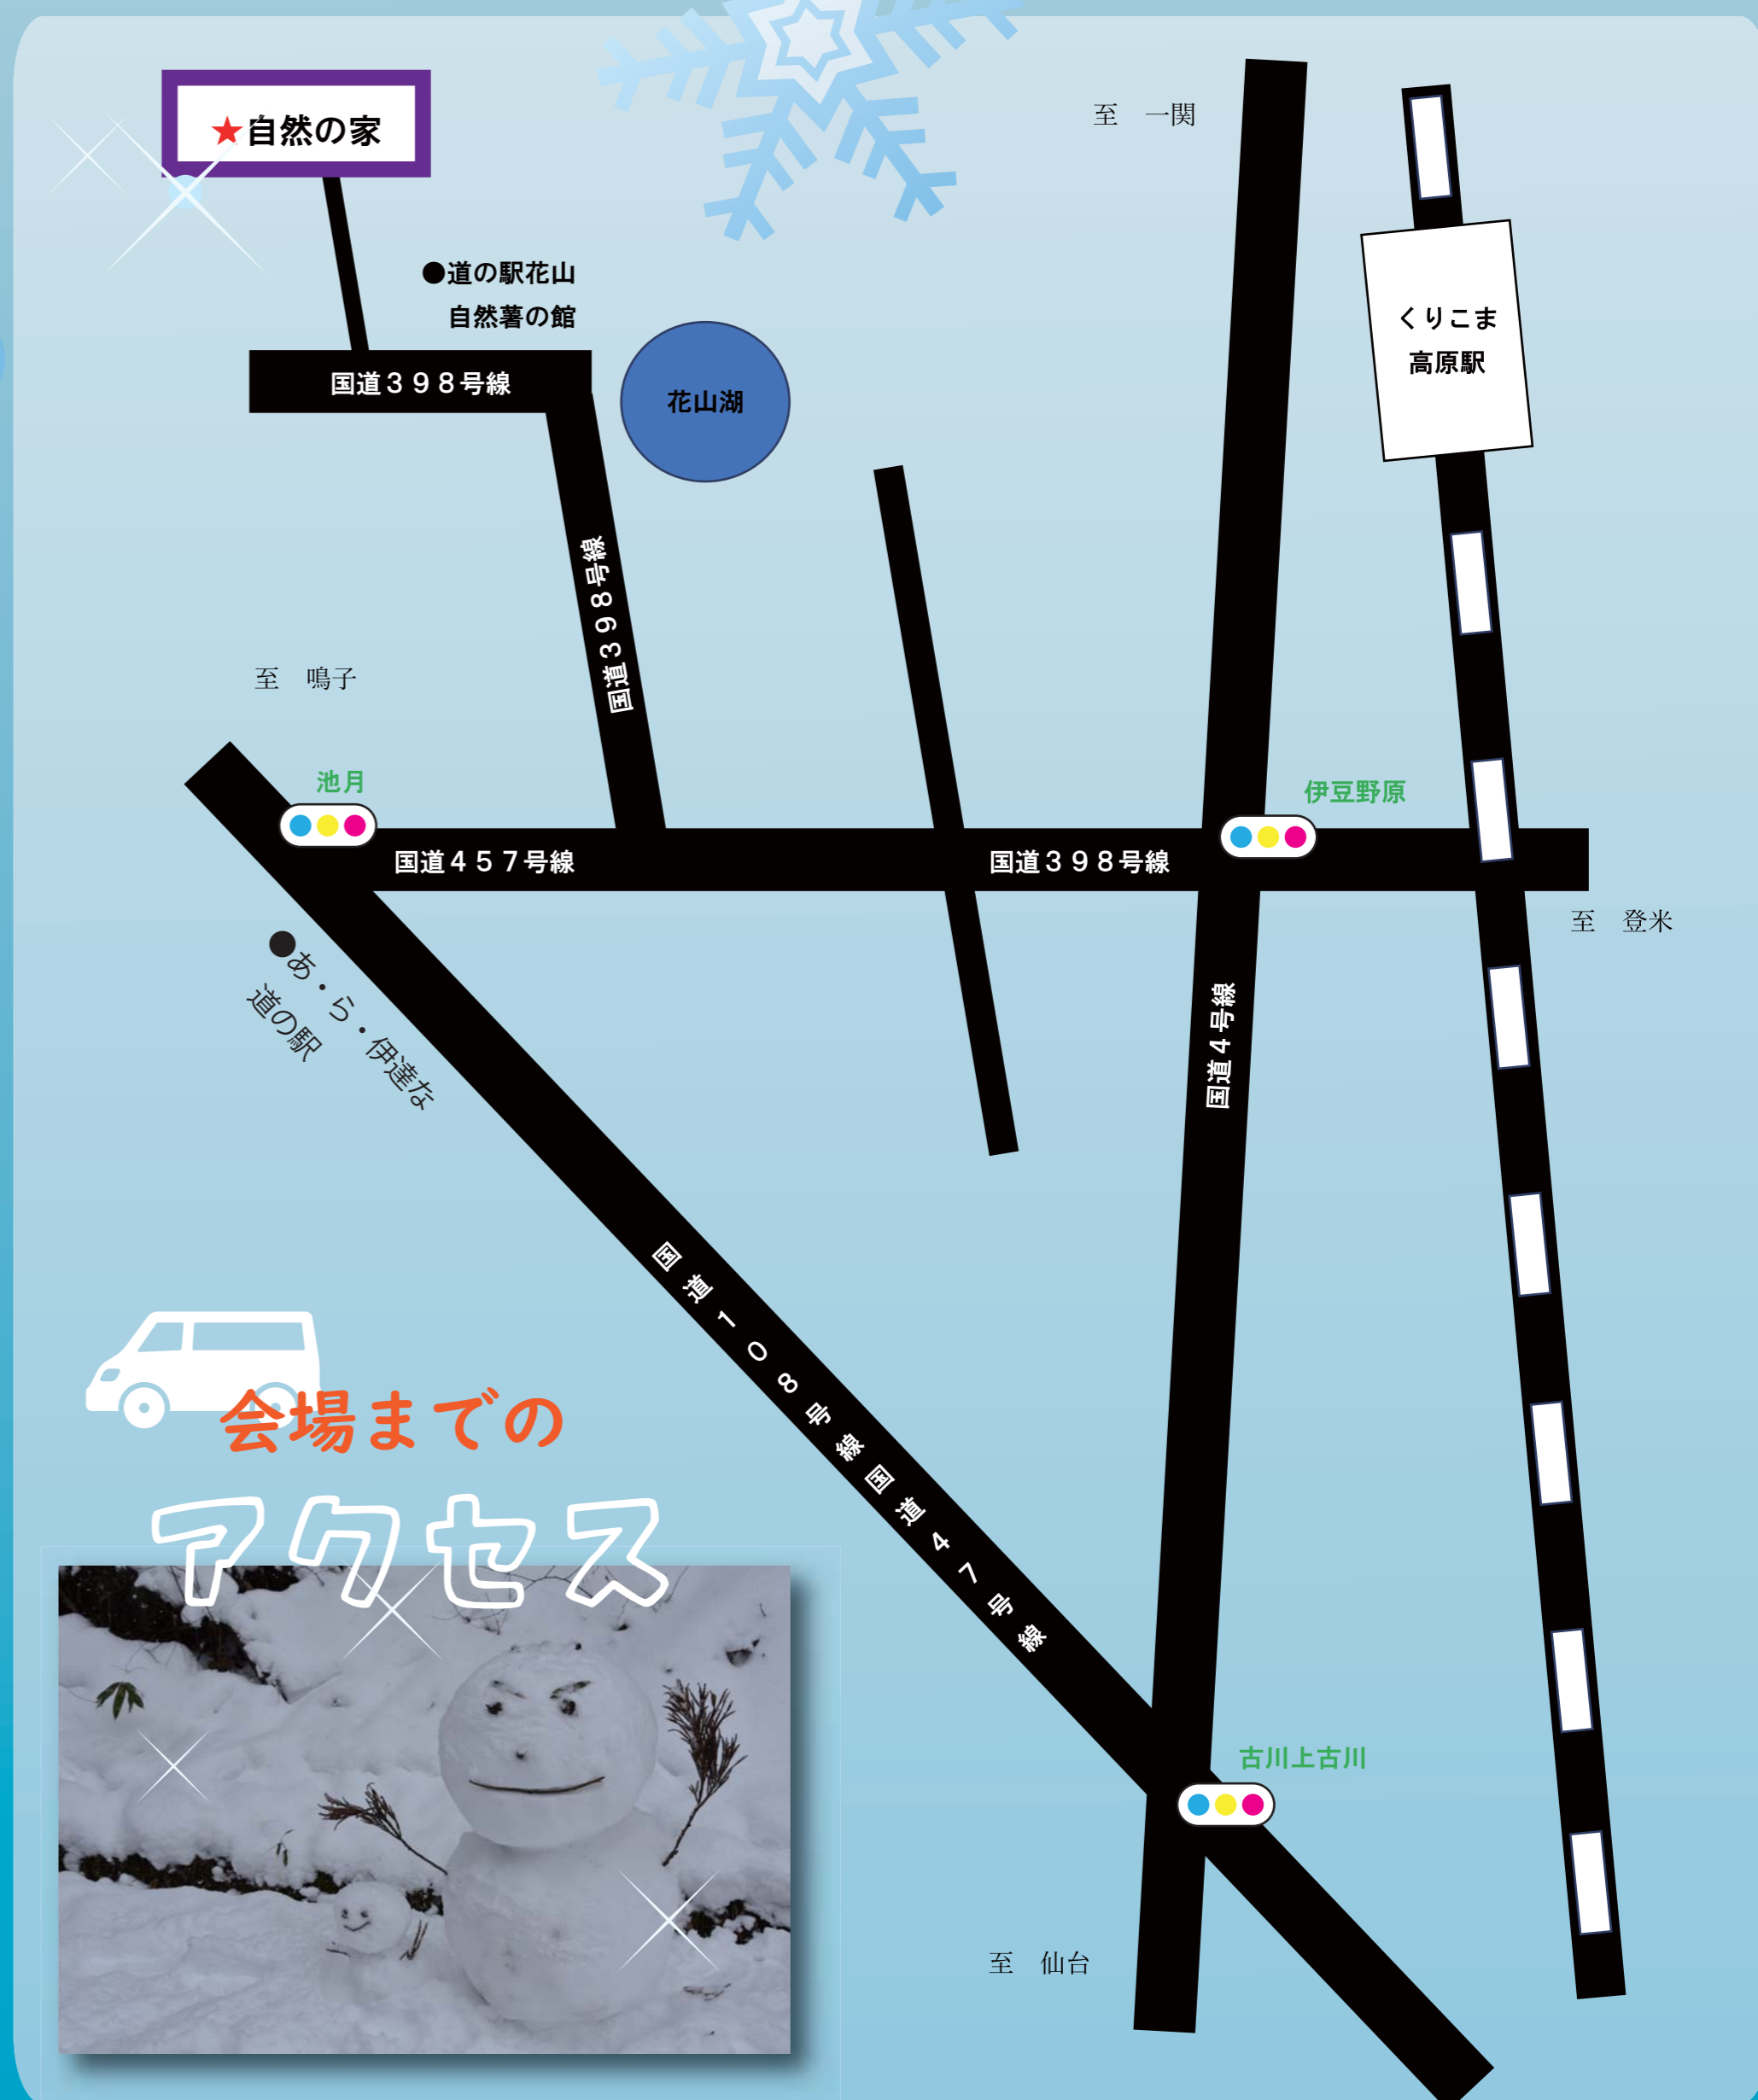 ★自然の家
至　一関
●道の駅花山
自然薯の館
くりこま
高原駅
国道３９８号線
花山湖
国道３９８号線
至　鳴子
池月
伊豆野原
国道４５７号線
国道３９８号線
至　登米
●あ・ら・伊達な
道の駅
国道４号線
国道１０８号線国道４７号線
会場までの
アクセス
古川上古川
至　仙台